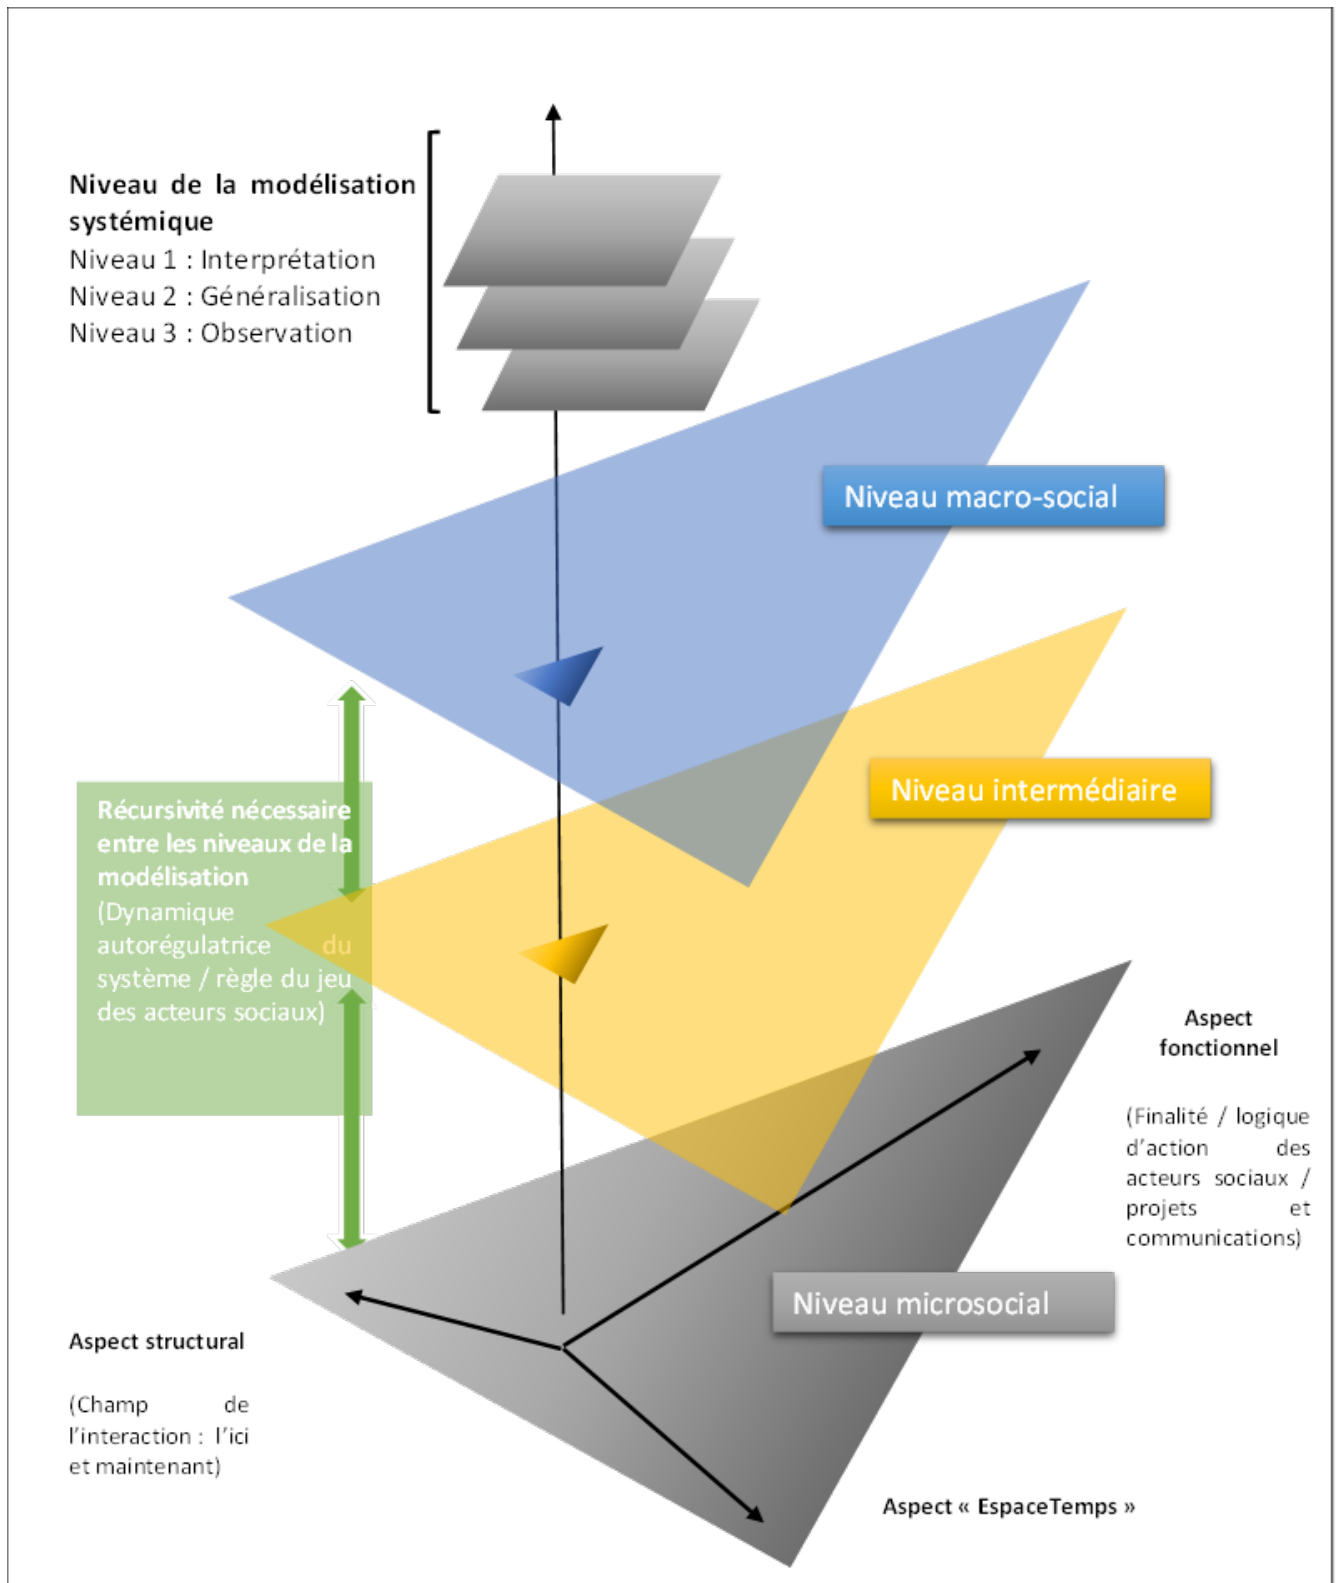 Niveau de la modélisation
systémique
Niveau 1 : Interprétation
Niveau 2 : Généralisation
Niveau 3 : Observation
Niveau macro-social
Niveau intermédiaire
Récursivité nécessaire
entre les niveaux de la
modélisation
(Dynamique
autorégulatrice du
système / règle du jeu
des acteurs sociaux)
Aspect
fonctionnel
(Finalité / logique
d'action des
acteurs sociaux /
projets et
communications)
Niveau microsocial
Aspect structural
(Champ de
l'interaction : l'ici
et maintenant)
Aspect « EspaceTemps »